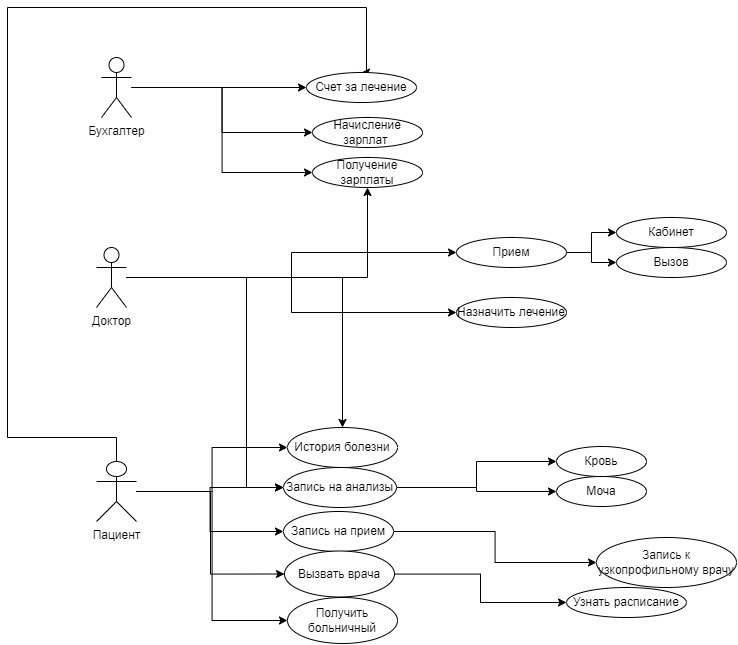 Счет за лечение
Бухгалтер
Начисление
зарплат
Получение
зарплаты
Кабинет
Прием
Вызов
Доктор
Назначить лечение
История болезни
Кровь
Запись на анализы
Моча
Пациент
Запись на прием
Запись к
узкопрофильному врачу
Вызвать врача
Узнать расписание
Получить
больничный